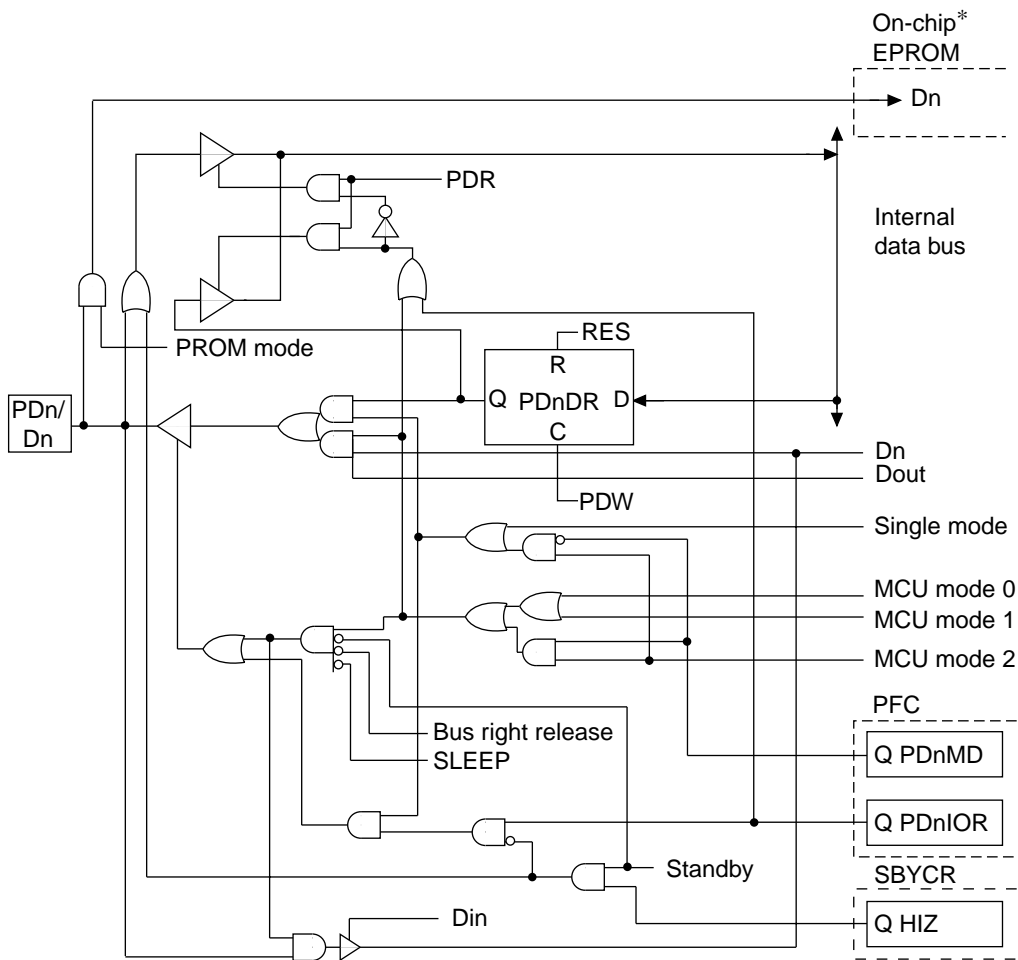 On-chip*
EPROM
Dn
PDR
Internal
data bus
RES
PROM mode
R
Q PDnDR D
C
PDn/
Dn
Dn
Dout
PDW
Single mode
MCU mode 0
MCU mode 1
MCU mode 2
PFC
Bus right release
SLEEP
Q PDnMD
Q PDnIOR
Standby
SBYCR
Din
Q HIZ